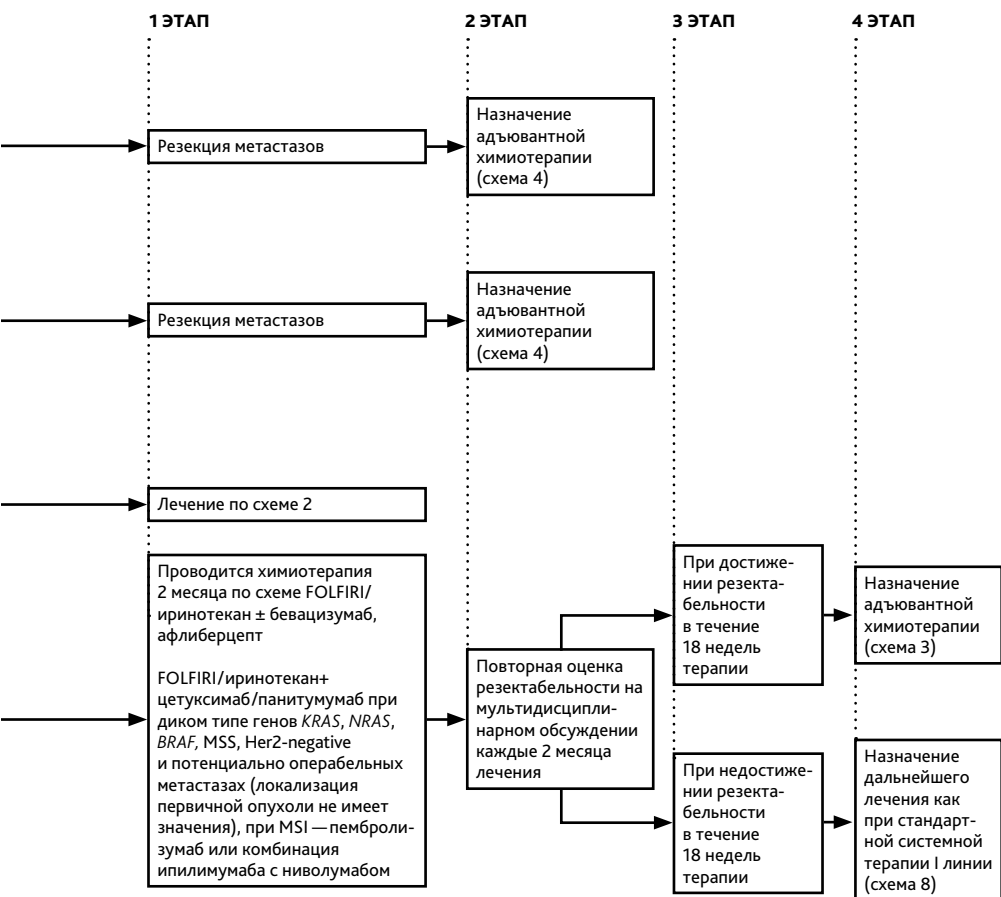 1 ЭТАП
2 ЭТАП
3 ЭТАП
4 ЭТАП
Резекция метастазов
Назначение
адъювантной
химиотерапии
(схема 4)
Резекция метастазов
Назначение
адъювантной
химиотерапии
(схема 4)
Лечение по схеме 2
Проводится химиотерапия
2 месяца по схеме FOLFIRI/
иринотекан ± бевацизумаб,
афлиберцепт
FOLFIRI/иринотекан+
цетуксимаб/панитумумаб при
диком типе генов KRAS, NRAS,
BRAF, MSS, Her2-negative
и потенциально операбельных
метастазах (локализация
первичной опухоли не имеет
значения), при MSI — пемброли-
зумаб или комбинация
ипилимумаба с ниволумабом
Повторная оценка
резектабельности на
мультидисципли-
нарном обсуждении
каждые 2 месяца
лечения
При достиже-
нии резекта-
бельности
в течение
18 недель
терапии
Назначение
адъювантной
химиотерапии
(схема 3)
При недостиже-
нии резекта-
бельности
в течение
18 недель
терапии
Назначение
дальнейшего
лечения как
при стандарт-
ной системной
терапии I линии
(схема 8)